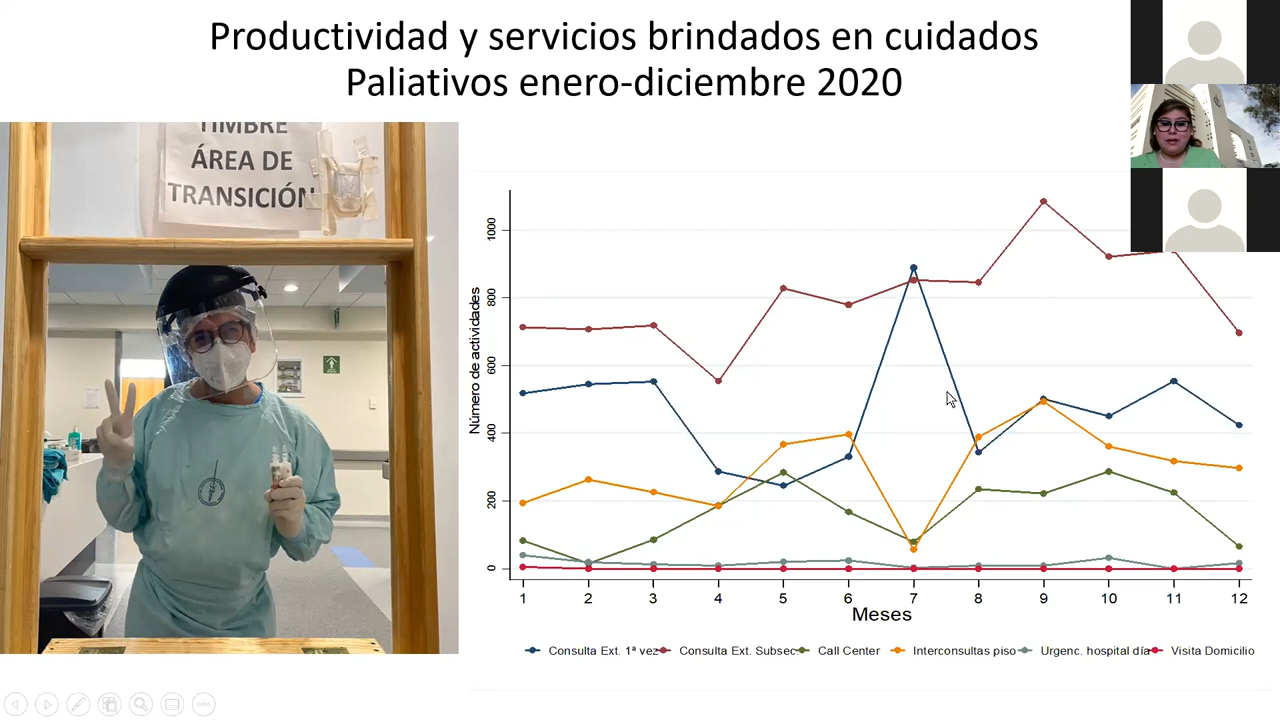 Productividad y servicios brindados en cuidados
Paliativos enero-diciembre 2020
TIMBRE
ÁREA DE
TRANSICIÓN
Número de actividades
1000
800
600
400
200
0
1 2 3 4 5 6 7 8 9 10 11 12
Meses
Consulta Ext. 1ª vez Consulta Ext. Subsec Call Center Interconsultas piso Urgenc. hospital día Visita Domicilio